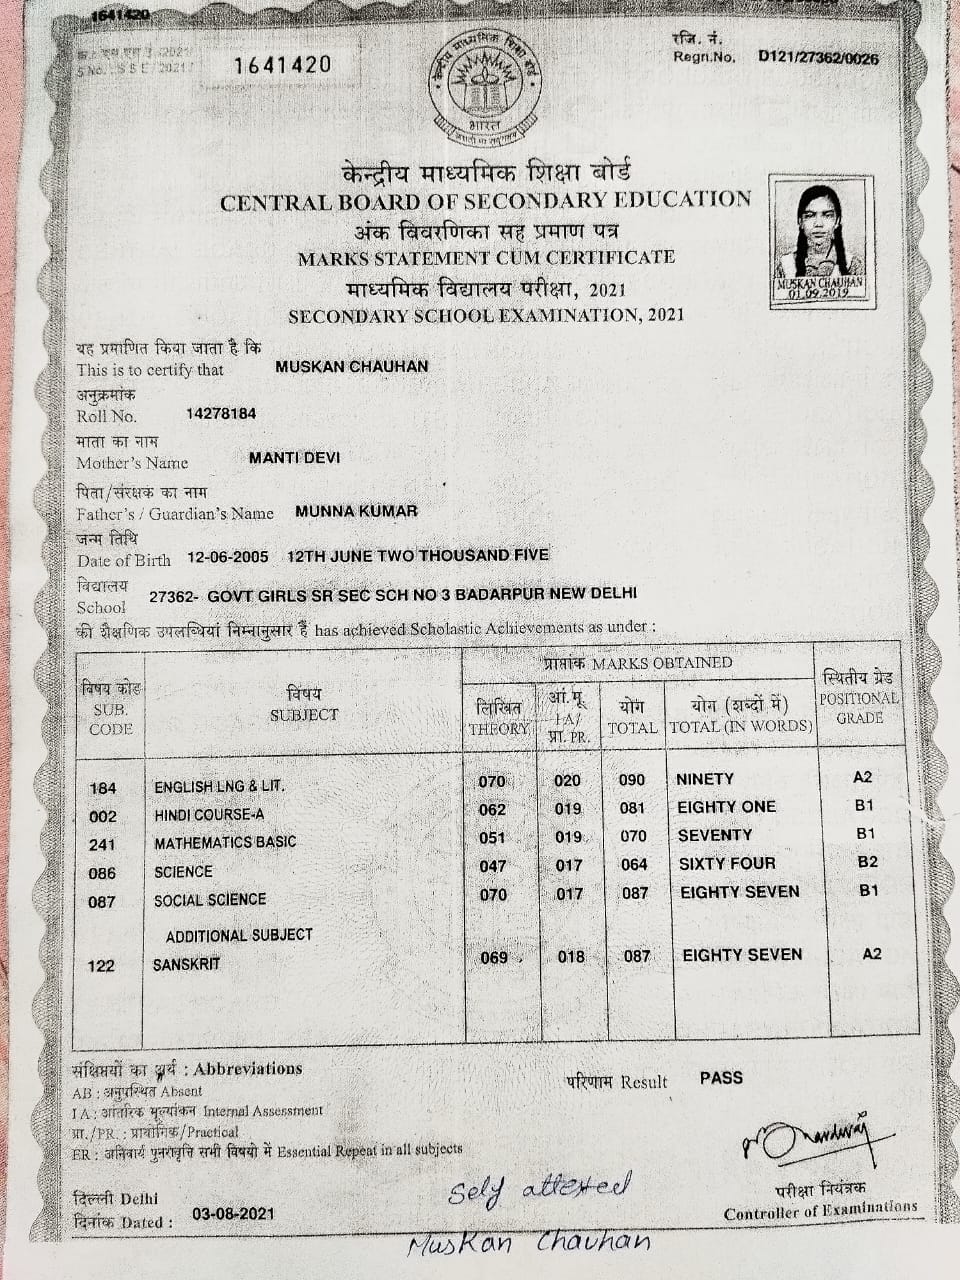 1641420
1641420
रजि. नं.
Regn.No. D121/27362/0026
भारत
केन्द्रीय माध्यमिक शिक्षा बोर्ड
CENTRAL BOARD OF SECONDARY EDUCATION
अंक विवरणिका सह प्रमाण पत्र
MARKS STATEMENT CUM CERTIFICATE
माध्यमिक विद्यालय परीक्षा, 2021
SECONDARY SCHOOL EXAMINATION, 2021
MUSKAN CHAUHAN
01.09.2019
यह प्रमाणित किया जाता है कि
This is to certify that MUSKAN CHAUHAN
अनुक्रमांक
Roll No. 14278184
माता का नाम
Mother's Name MANTI DEVI
पिता/संरक्षक का नाम
Father's / Guardian's Name MUNNA KUMAR
जन्म तिथि
Date of Birth 12-06-2005 12TH JUNE TWO THOUSAND FIVE
विद्यालय
School 27362- GOVT GIRLS SR SEC SCH NO 3 BADARPUR NEW DELHI
की शैक्षणिक उपलब्धियां निम्नानुसार हैं has achieved Scholastic Achievements as under :
विषय कोड SUB. CODE
विषय SUBJECT
प्राप्तांक MARKS OBTAINED
लिखित THEORY
आं.मू. I A/ प्रा. PR.
योग TOTAL
योग (शब्दों में) TOTAL (IN WORDS)
स्थितीय ग्रेड POSITIONAL GRADE
184 ENGLISH LNG & LIT. 070 020 090 NINETY A2
002 HINDI COURSE-A 062 019 081 EIGHTY ONE B1
241 MATHEMATICS BASIC 051 019 070 SEVENTY B1
086 SCIENCE 047 017 064 SIXTY FOUR B2
087 SOCIAL SCIENCE 070 017 087 EIGHTY SEVEN B1
ADDITIONAL SUBJECT
122 SANSKRIT 069 018 087 EIGHTY SEVEN A2
संक्षिप्तियों का अर्थ : Abbreviations
AB : अनुपस्थित Absent
I A : आंतरिक मूल्यांकन Internal Assessment
प्रा./PR. : प्रायोगिक/Practical
ER : अनिवार्य पुनरावृत्ति सभी विषयों में Essential Repeat in all subjects
परिणाम Result PASS
दिल्ली Delhi
दिनांक Dated : 03-08-2021
Self attested
Muskan Chauhan
परीक्षा नियंत्रक
Controller of Examinations